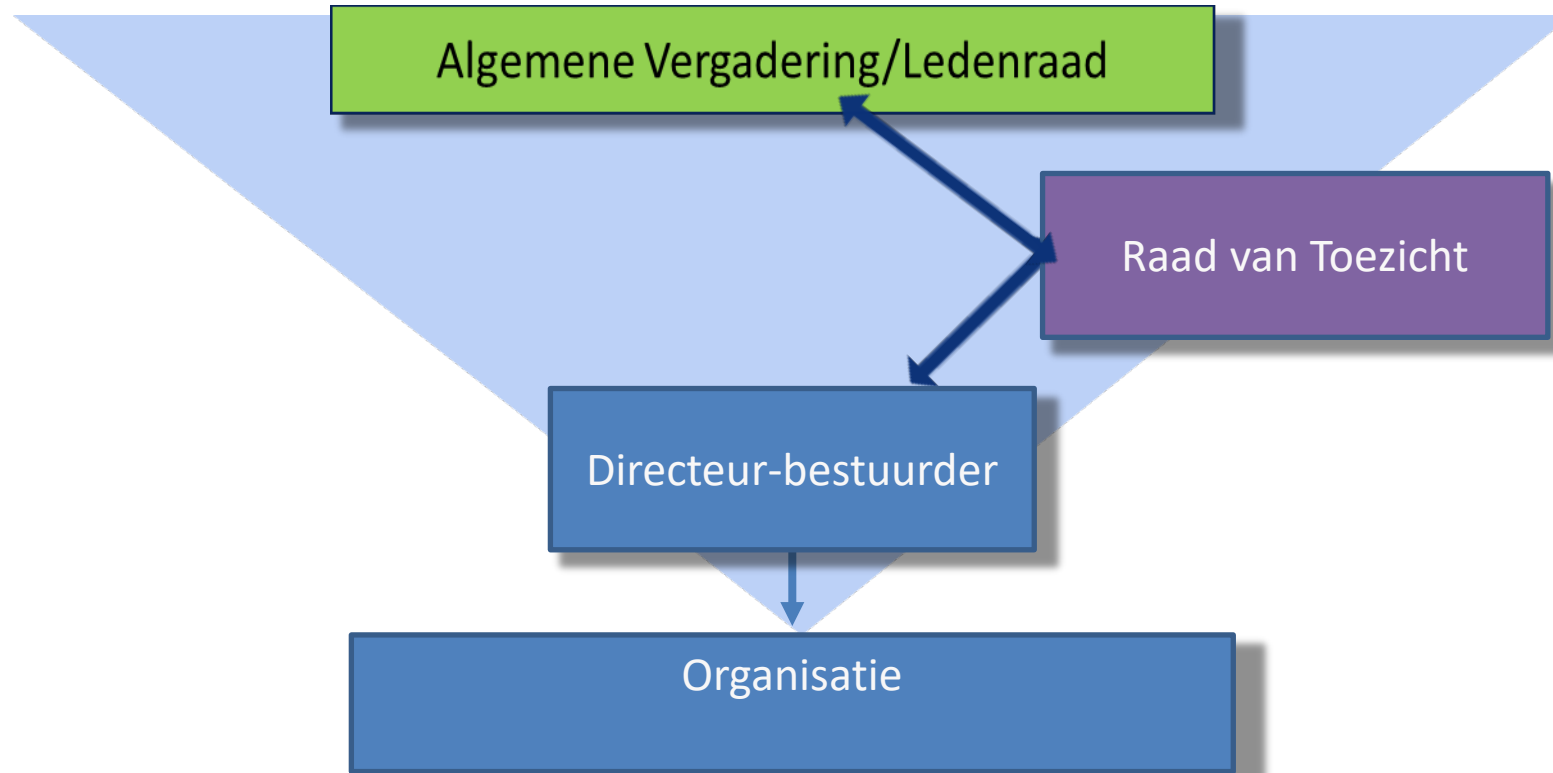 Algemene Vergadering/Ledenraad
Raad van Toezicht
Directeur-bestuurder
Organisatie